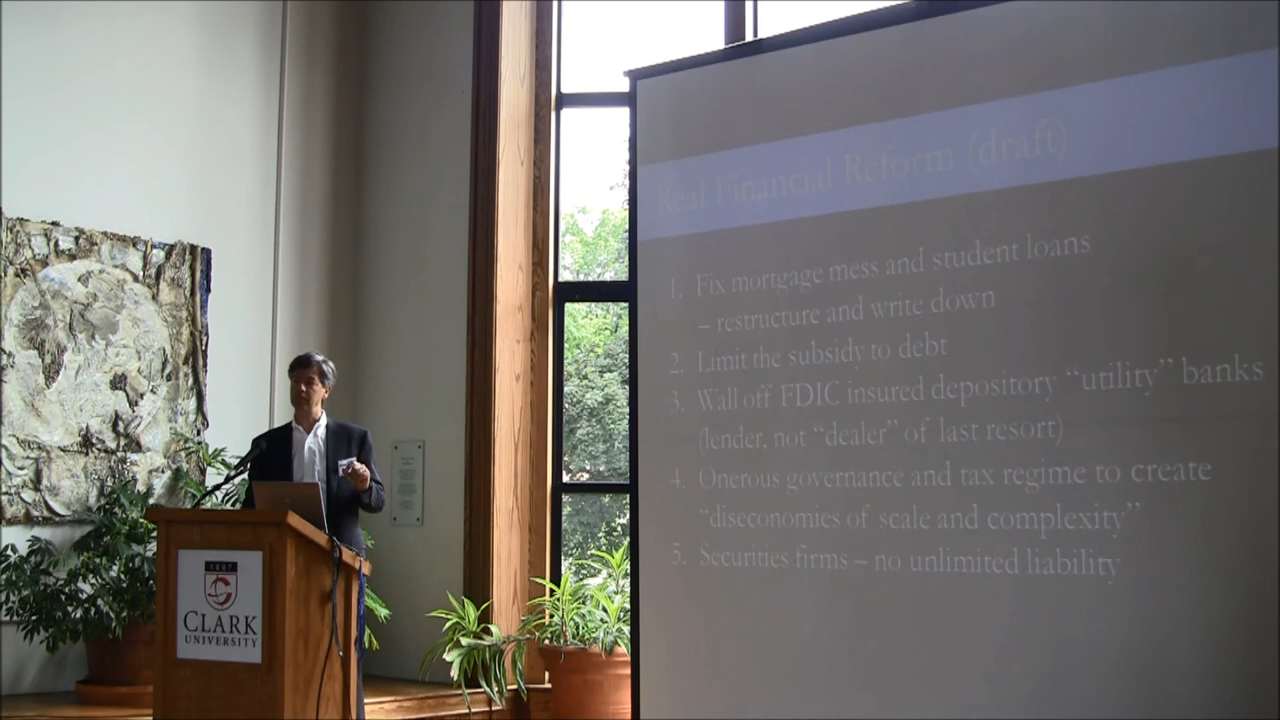 Real Financial Reform (draft)
1. Fix mortgage mess and student loans
– restructure and write down
2. Limit the subsidy to debt
3. Wall off FDIC insured depository “utility” banks
(lender, not “dealer” of last resort)
4. Onerous governance and tax regime to create
“diseconomies of scale and complexity”
5. Securities firms – no unlimited liability
1887
CLARK
UNIVERSITY